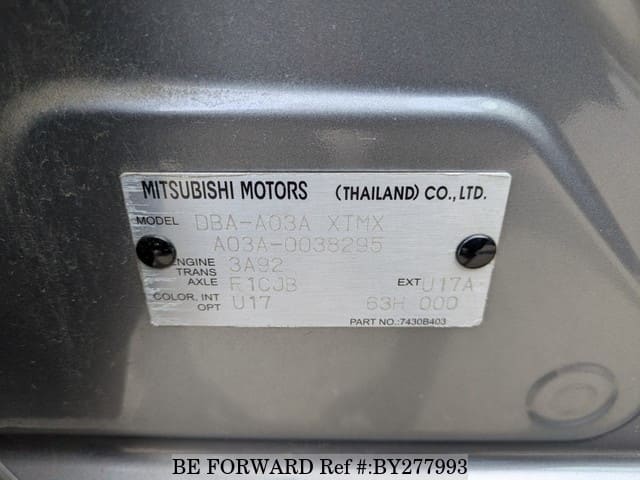 MITSUBISHI MOTORS (THAILAND) CO., LTD.
MODEL DBA-A03A XTMX
A03A-0038295
ENGINE 3A92
TRANS
AXLE F1CJB EXT U17A
COLOR, INT
OPT U17 63H 000
PART NO.:7430B403
BE FORWARD Ref #:BY277993